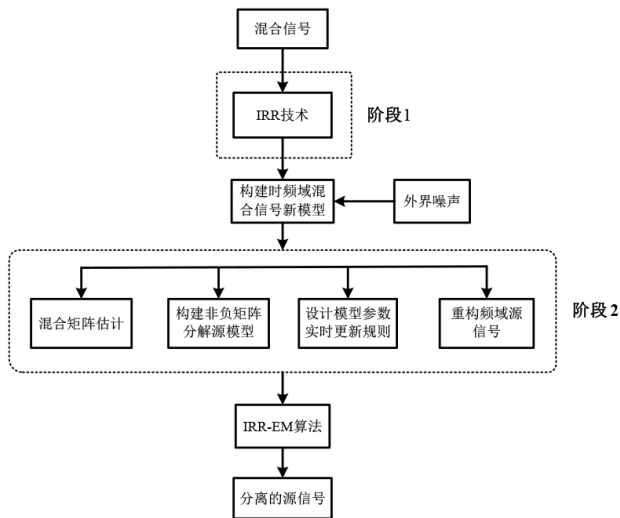 混合信号
IRR技术
阶段1
构建时频域混
合信号新模型
外界噪声
混合矩阵估计
构建非负矩阵
分解源模型
设计模型参数
实时更新规则
重构频域源
信号
阶段2
IRR-EM算法
分离的源信号